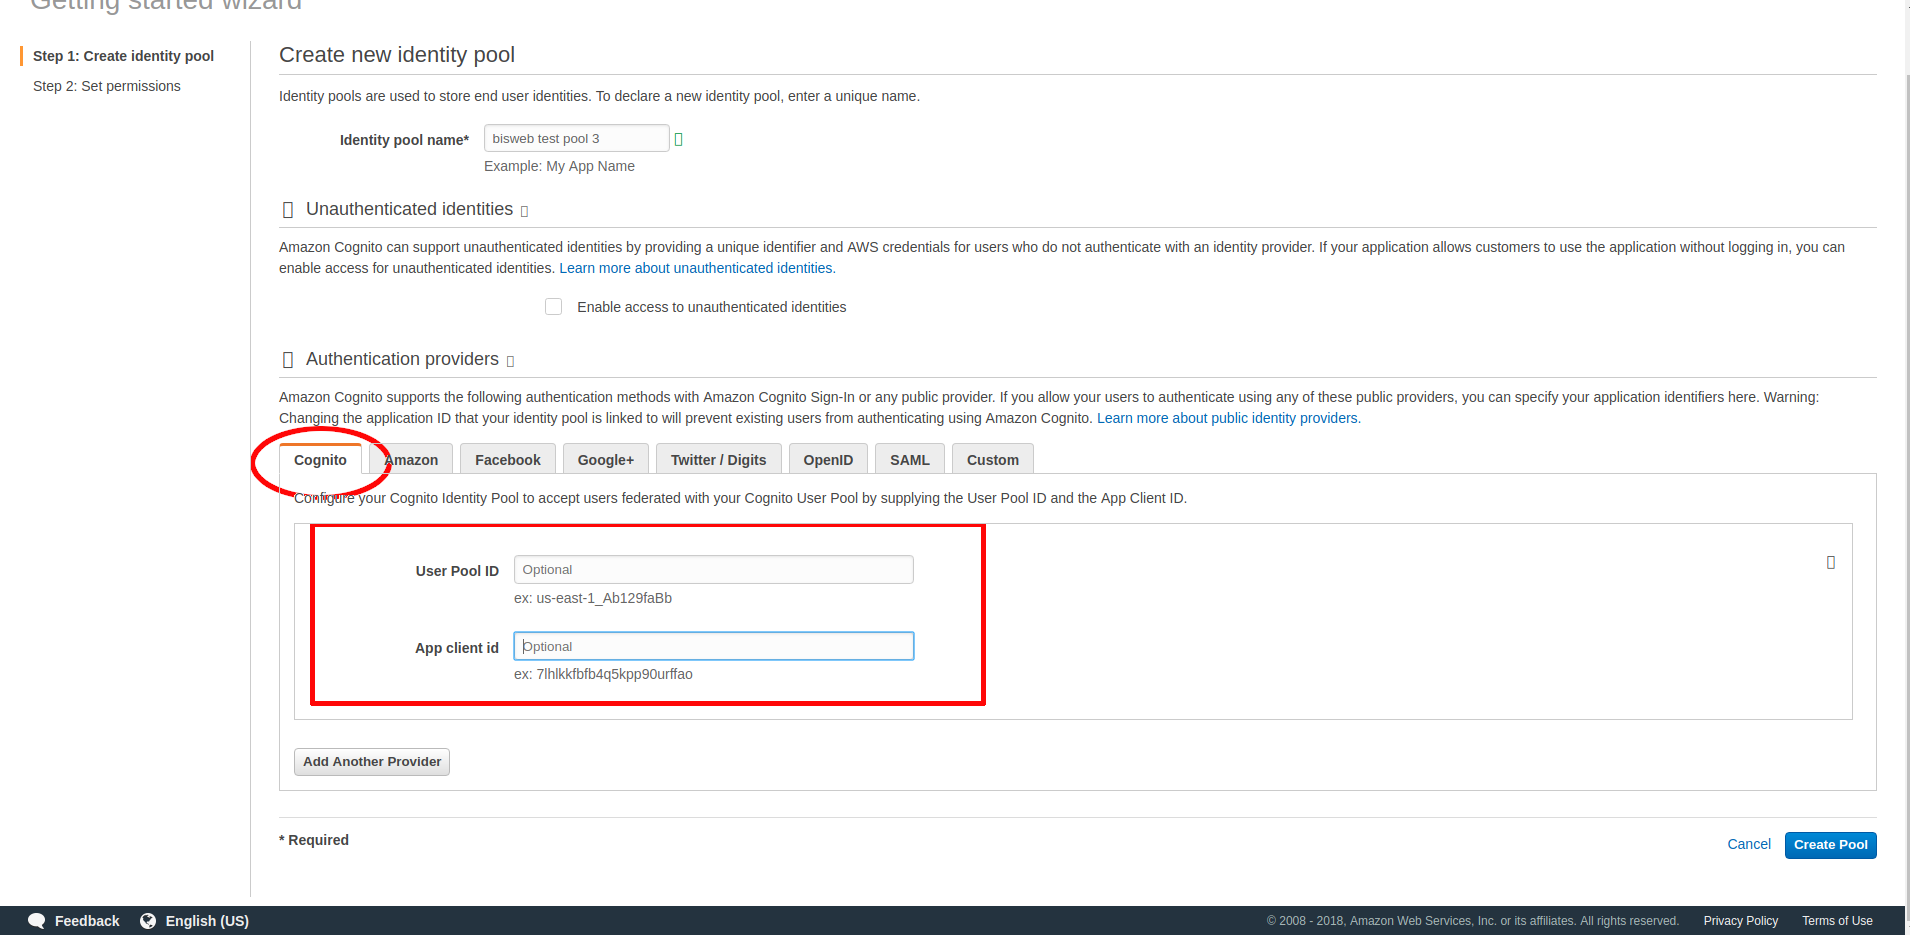 Getting started wizard
Step 1: Create identity pool
Step 2: Set permissions
Create new identity pool
Identity pools are used to store end user identities. To declare a new identity pool, enter a unique name.
Identity pool name* bisweb test pool 3
Example: My App Name
Unauthenticated identities
Amazon Cognito can support unauthenticated identities by providing a unique identifier and AWS credentials for users who do not authenticate with an identity provider. If your application allows customers to use the application without logging in, you can
enable access for unauthenticated identities. Learn more about unauthenticated identities.
Enable access to unauthenticated identities
Authentication providers
Amazon Cognito supports the following authentication methods with Amazon Cognito Sign-In or any public provider. If you allow your users to authenticate using any of these public providers, you can specify your application identifiers here. Warning:
Changing the application ID that your identity pool is linked to will prevent existing users from authenticating using Amazon Cognito. Learn more about public identity providers.
Cognito Amazon Facebook Google+ Twitter / Digits OpenID SAML Custom
Configure your Cognito Identity Pool to accept users federated with your Cognito User Pool by supplying the User Pool ID and the App Client ID.
User Pool ID Optional
ex: us-east-1_Ab129faBb
App client id Optional
ex: 7lhlkkfbfb4q5kpp90urffao
Add Another Provider
* Required
Cancel Create Pool
Feedback English (US) © 2008 - 2018, Amazon Web Services, Inc. or its affiliates. All rights reserved. Privacy Policy Terms of Use